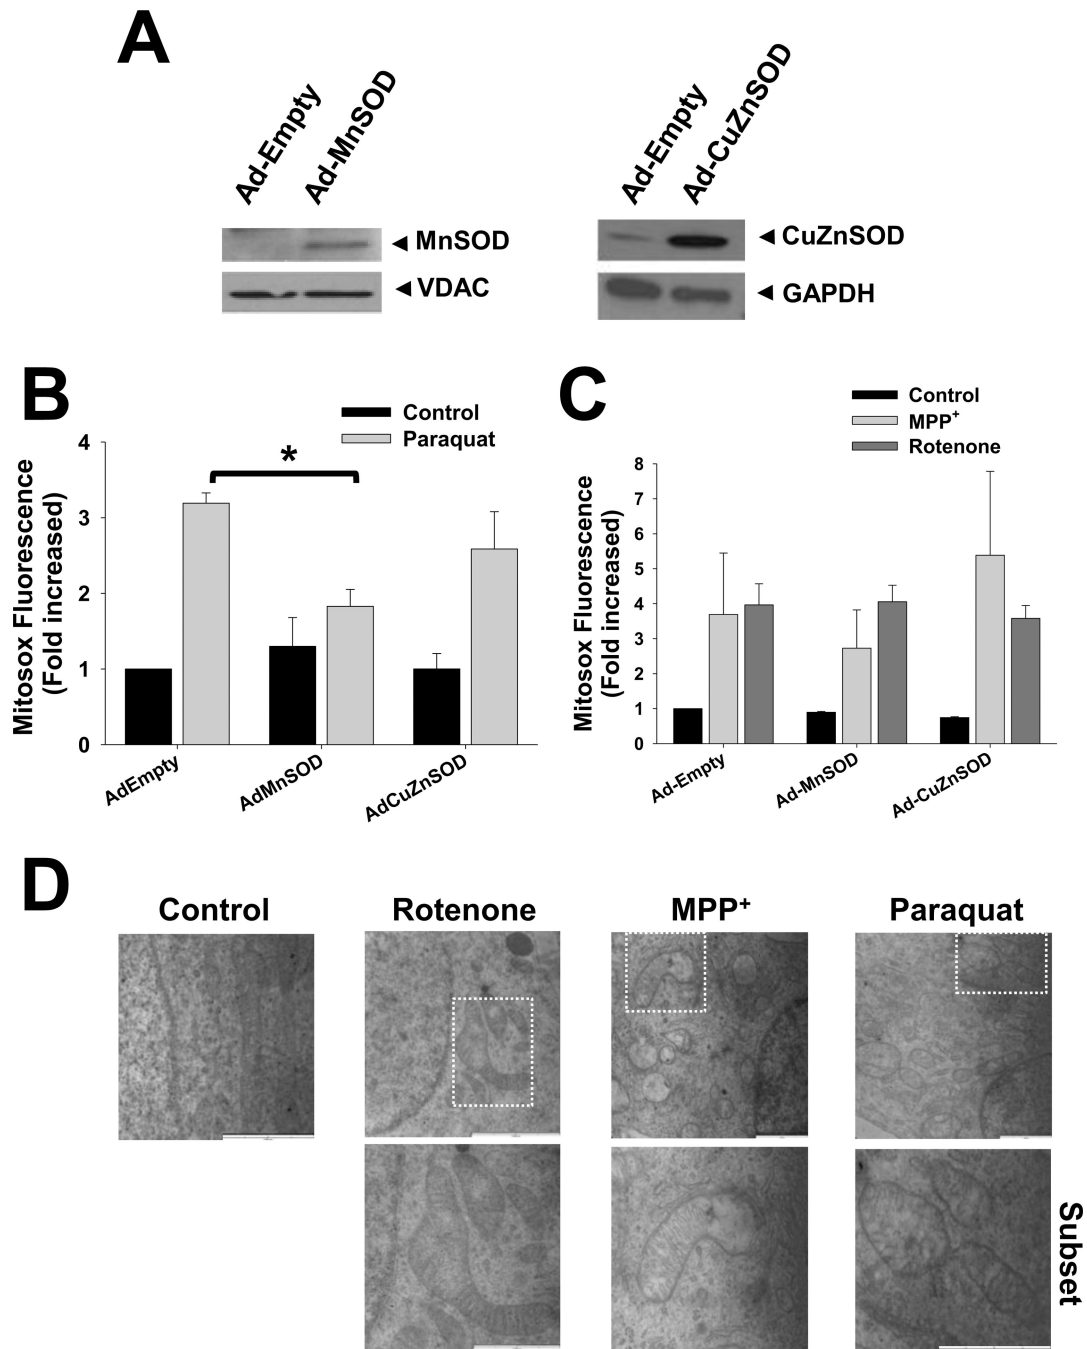 A
Ad-Empty
Ad-MnSOD
Ad-Empty
Ad-CuZnSOD
MnSOD
VDAC
CuZnSOD
GAPDH
B
Control
Paraquat
Mitosox Fluorescence
(Fold increased)
4
3
2
1
0
*
AdEmpty
AdMnSOD
AdCuZnSOD
C
Control
MPP+
Rotenone
Mitosox Fluorescence
(Fold increased)
8
7
6
5
4
3
2
1
0
Ad-Empty
Ad-MnSOD
Ad-CuZnSOD
D
Control
Rotenone
MPP+
Paraquat
Subset